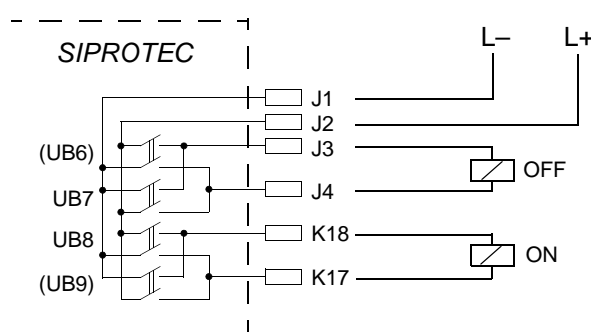 L– L+
SIPROTEC
J1
J2
(UB6) J3
OFF
UB7 J4
UB8 K18
ON
(UB9) K17